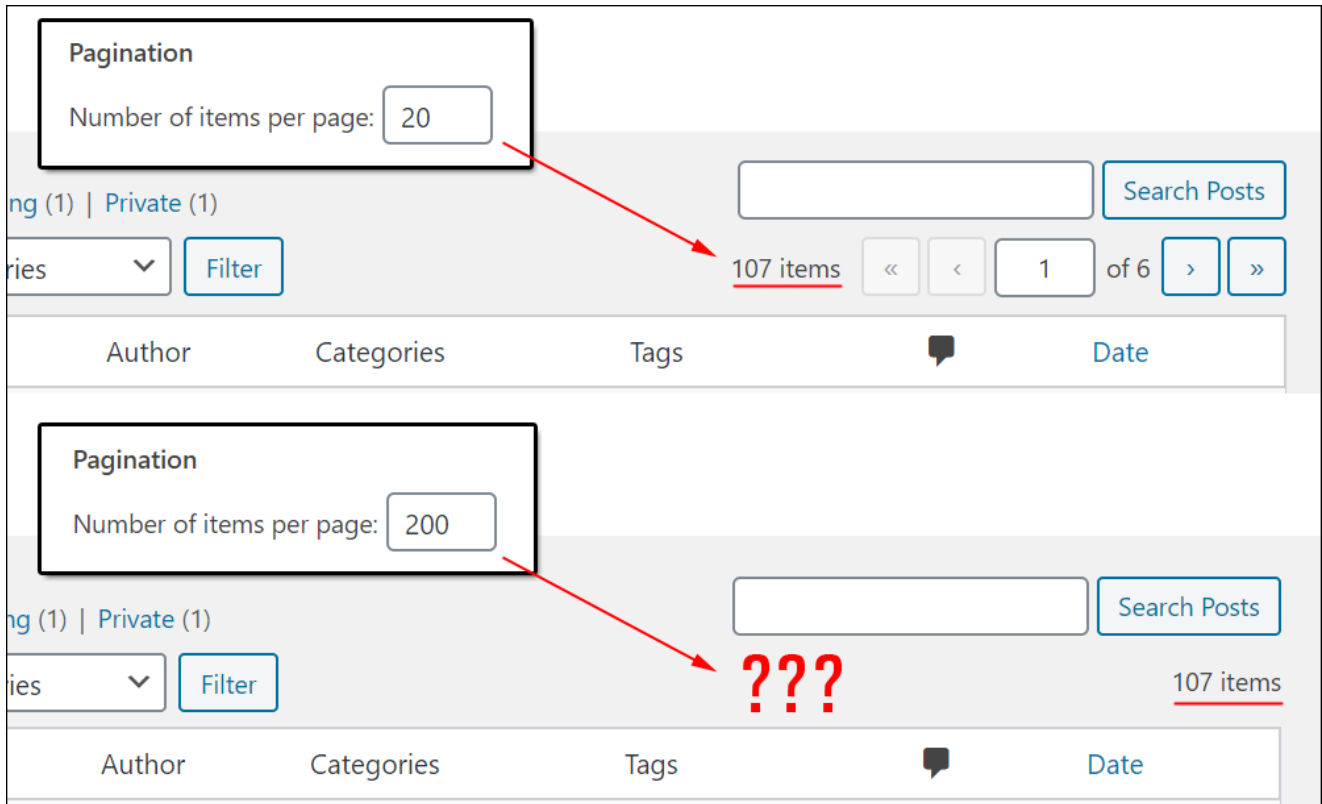 Pagination
Number of items per page: 20
Search Posts
ng (1) | Private (1)
ries Filter 107 items « ‹ 1 of 6 › »
Author Categories Tags Date
Pagination
Number of items per page: 200
Search Posts
ng (1) | Private (1)
ries Filter ??? 107 items
Author Categories Tags Date